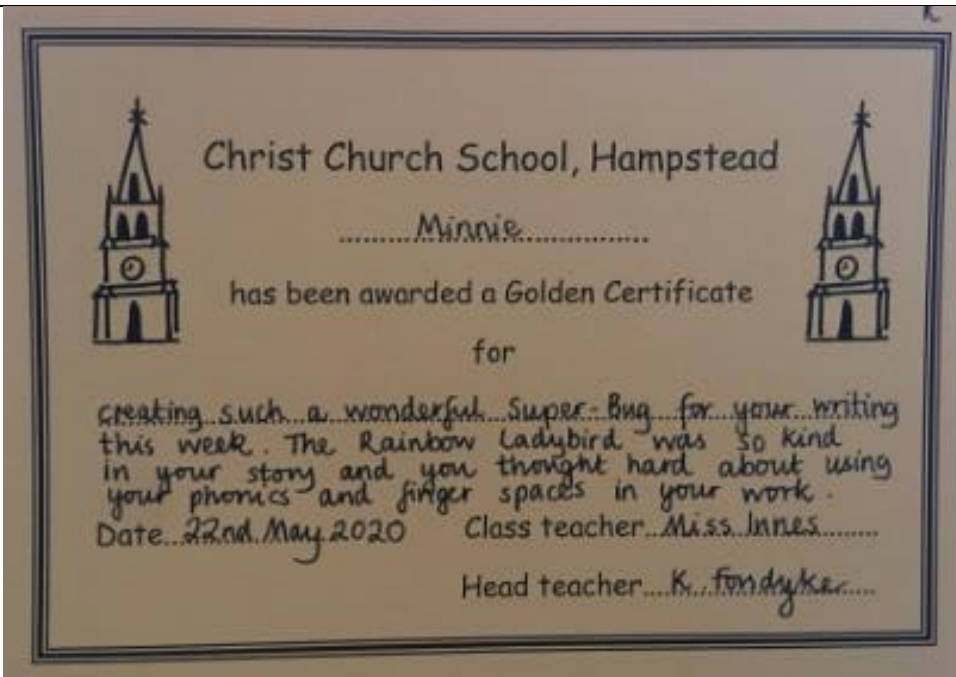 Christ Church School, Hampstead
Minnie
has been awarded a Golden Certificate
for
creating such a wonderful Super-Bug for your writing
this week. The Rainbow Ladybird was so kind
in your story and you thought hard about using
your phonics and finger spaces in your work.
Date 22nd May 2020 Class teacher Miss Innes
Head teacher K. Fondyke